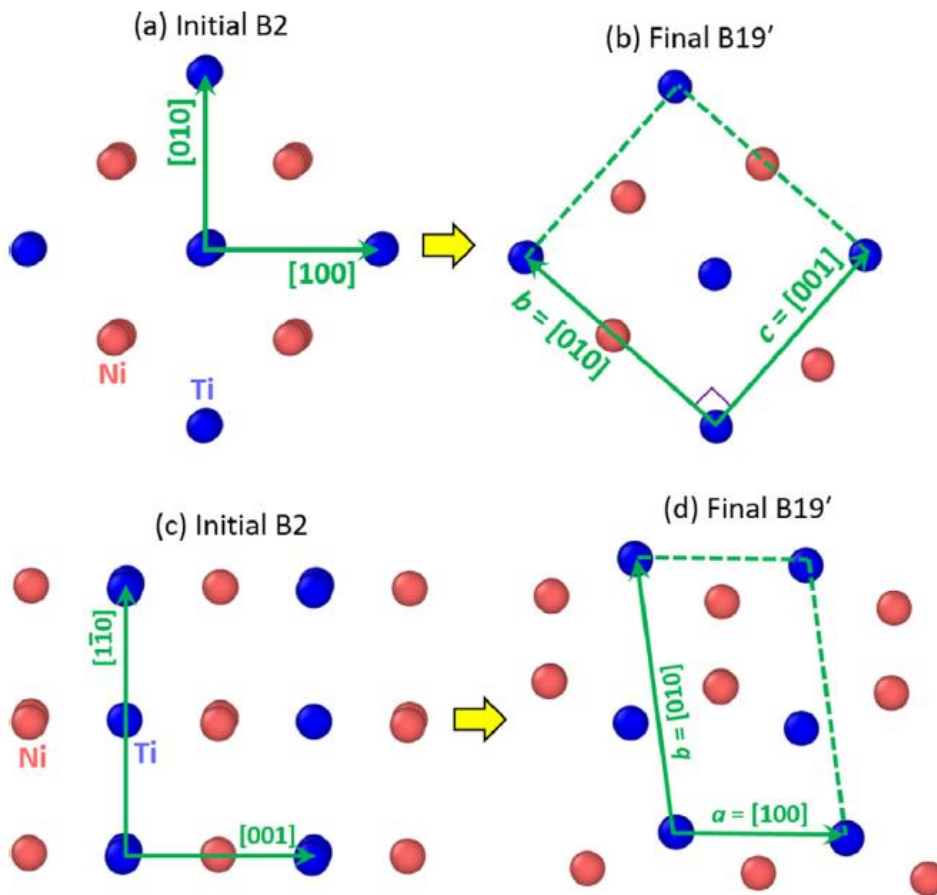 (a) Initial B2
(b) Final B19′
[010]
[100]
Ni
Ti
b = [010]
c = [001]
(c) Initial B2
(d) Final B19′
[11̄0]
Ni
Ti
[001]
b = [010]
a = [100]